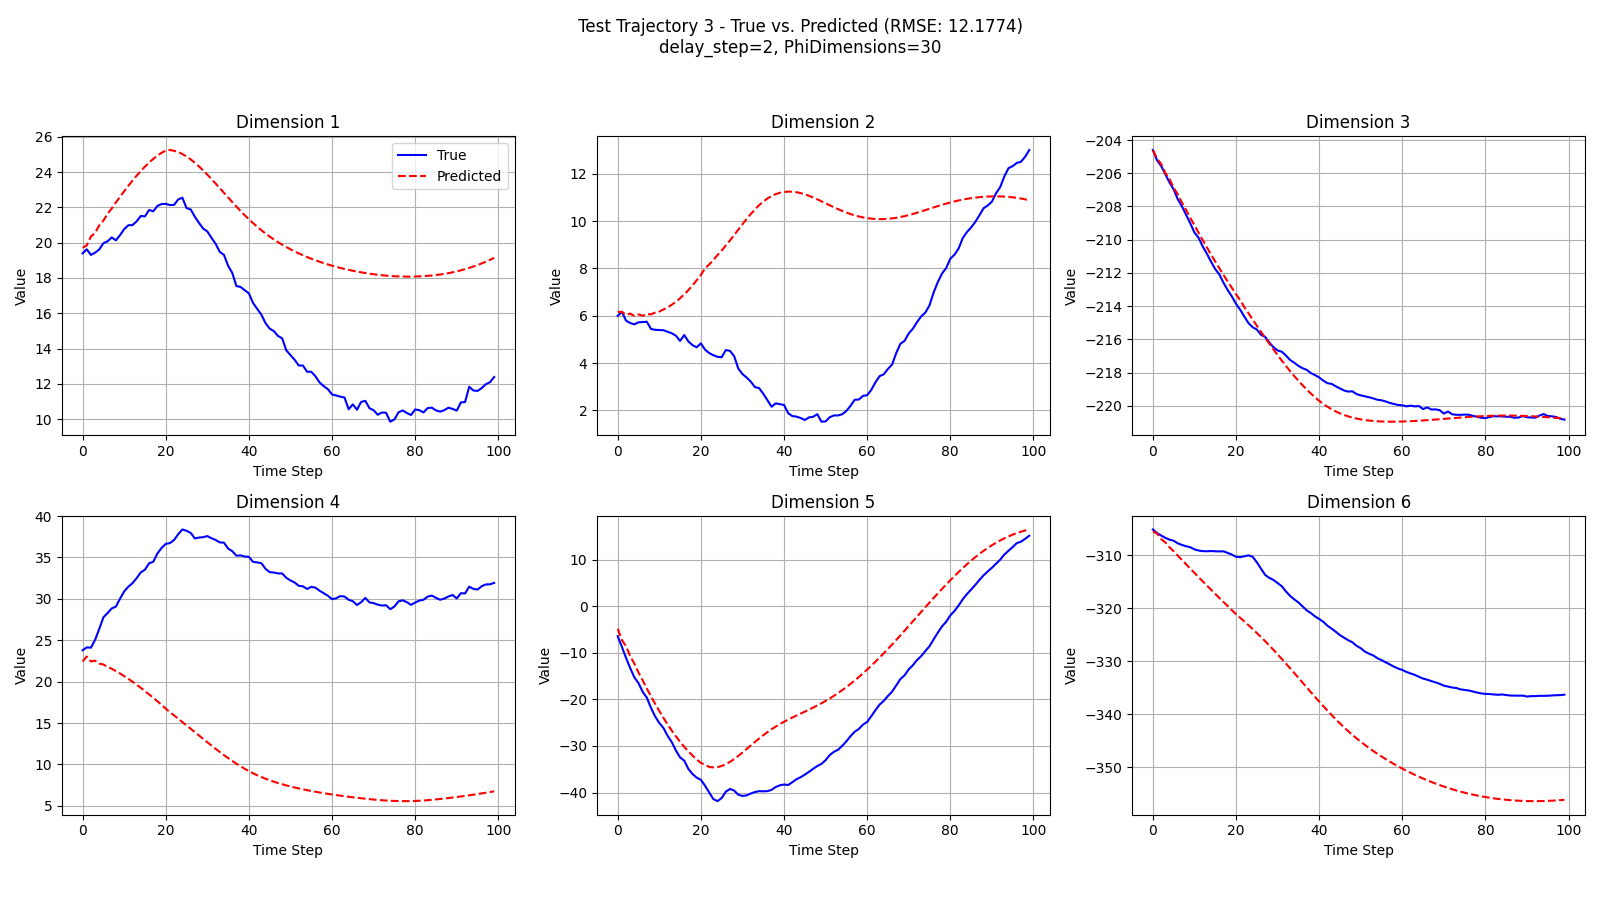 Test Trajectory 3 - True vs. Predicted (RMSE: 12.1774)
delay_step=2, PhiDimensions=30
Dimension 1
26
24
22
20
18
16
14
12
10
Value
0 20 40 60 80 100
Time Step
True
Predicted
Dimension 2
12
10
8
6
4
2
Value
0 20 40 60 80 100
Time Step
Dimension 3
−204
−206
−208
−210
−212
−214
−216
−218
−220
Value
0 20 40 60 80 100
Time Step
Dimension 4
40
35
30
25
20
15
10
5
Value
0 20 40 60 80 100
Time Step
Dimension 5
10
0
−10
−20
−30
−40
Value
0 20 40 60 80 100
Time Step
Dimension 6
−310
−320
−330
−340
−350
Value
0 20 40 60 80 100
Time Step